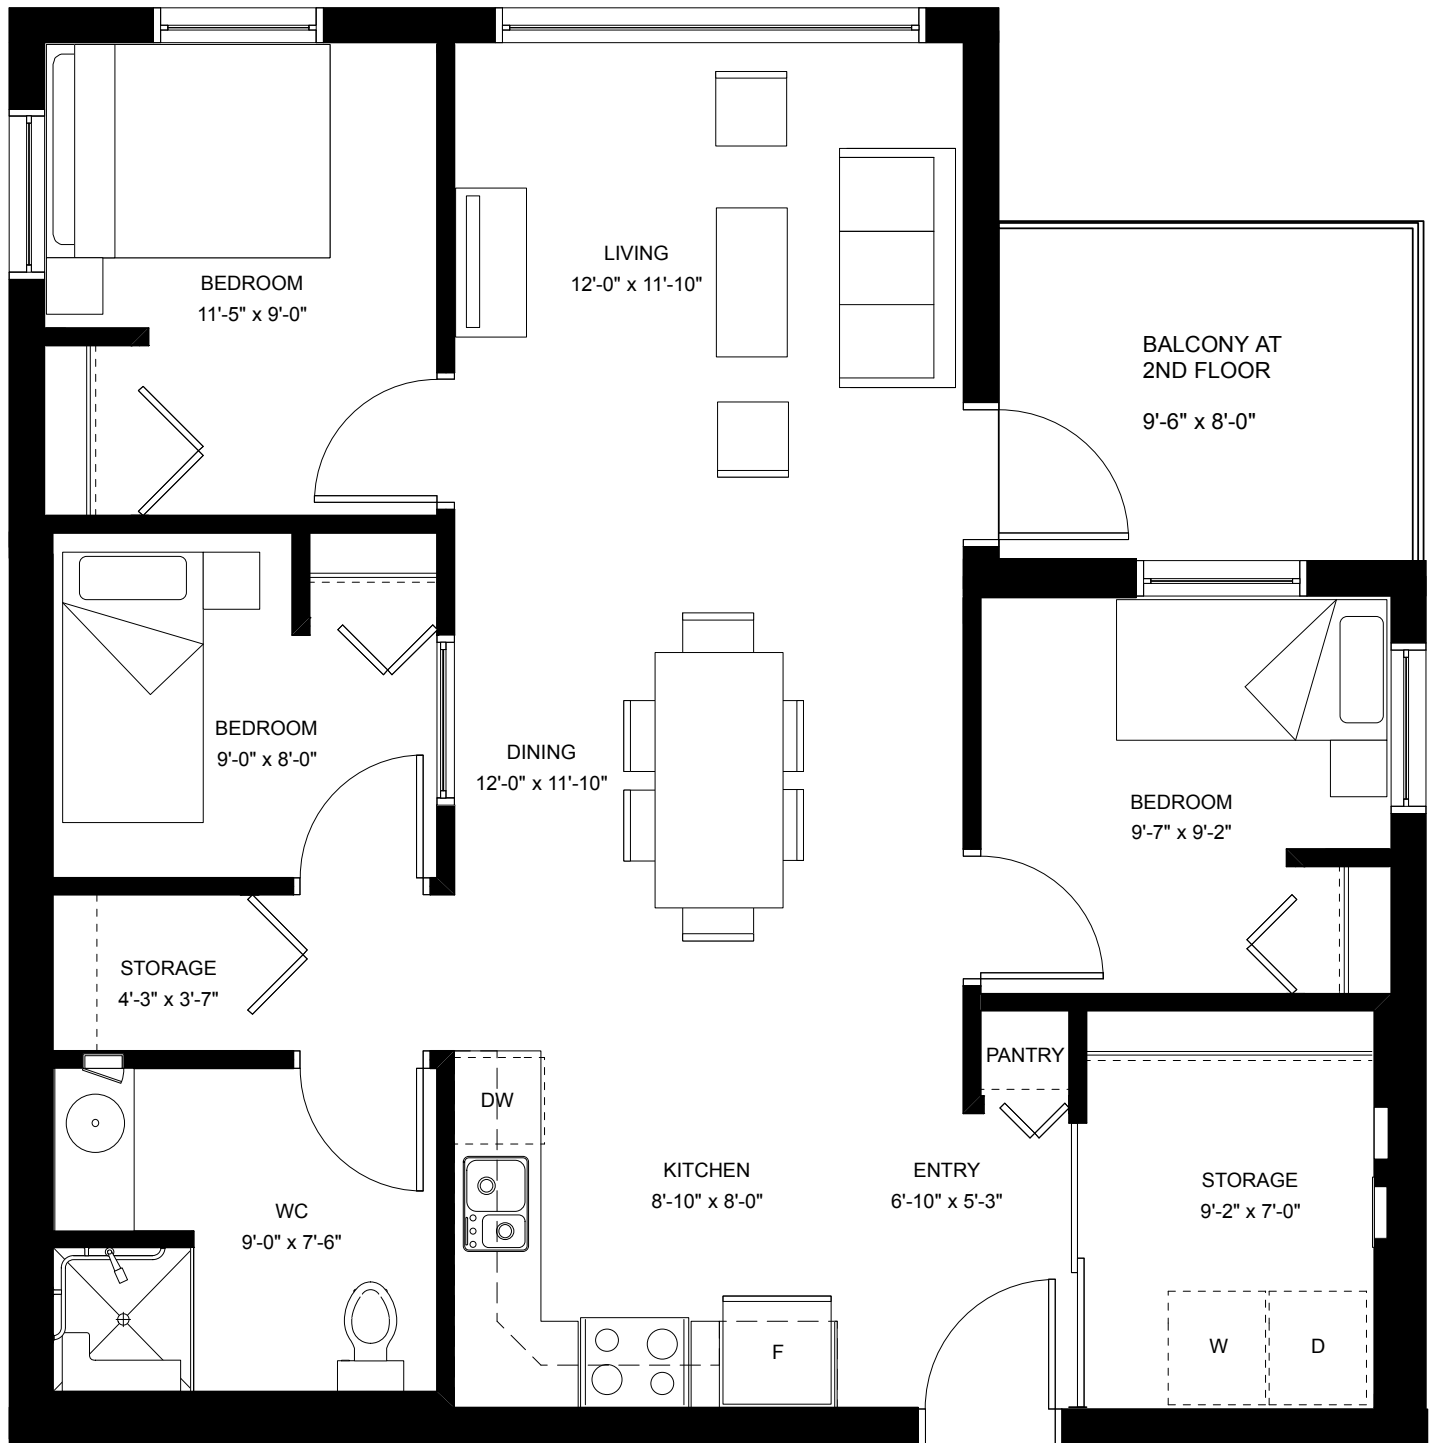 LIVING
12'-0" x 11'-10"
BEDROOM
11'-5" x 9'-0"
BALCONY AT
2ND FLOOR
9'-6" x 8'-0"
BEDROOM
9'-0" x 8'-0"
DINING
12'-0" x 11'-10"
BEDROOM
9'-7" x 9'-2"
STORAGE
4'-3" x 3'-7"
PANTRY
DW
KITCHEN
8'-10" x 8'-0"
ENTRY
6'-10" x 5'-3"
STORAGE
9'-2" x 7'-0"
WC
9'-0" x 7'-6"
F
W
D